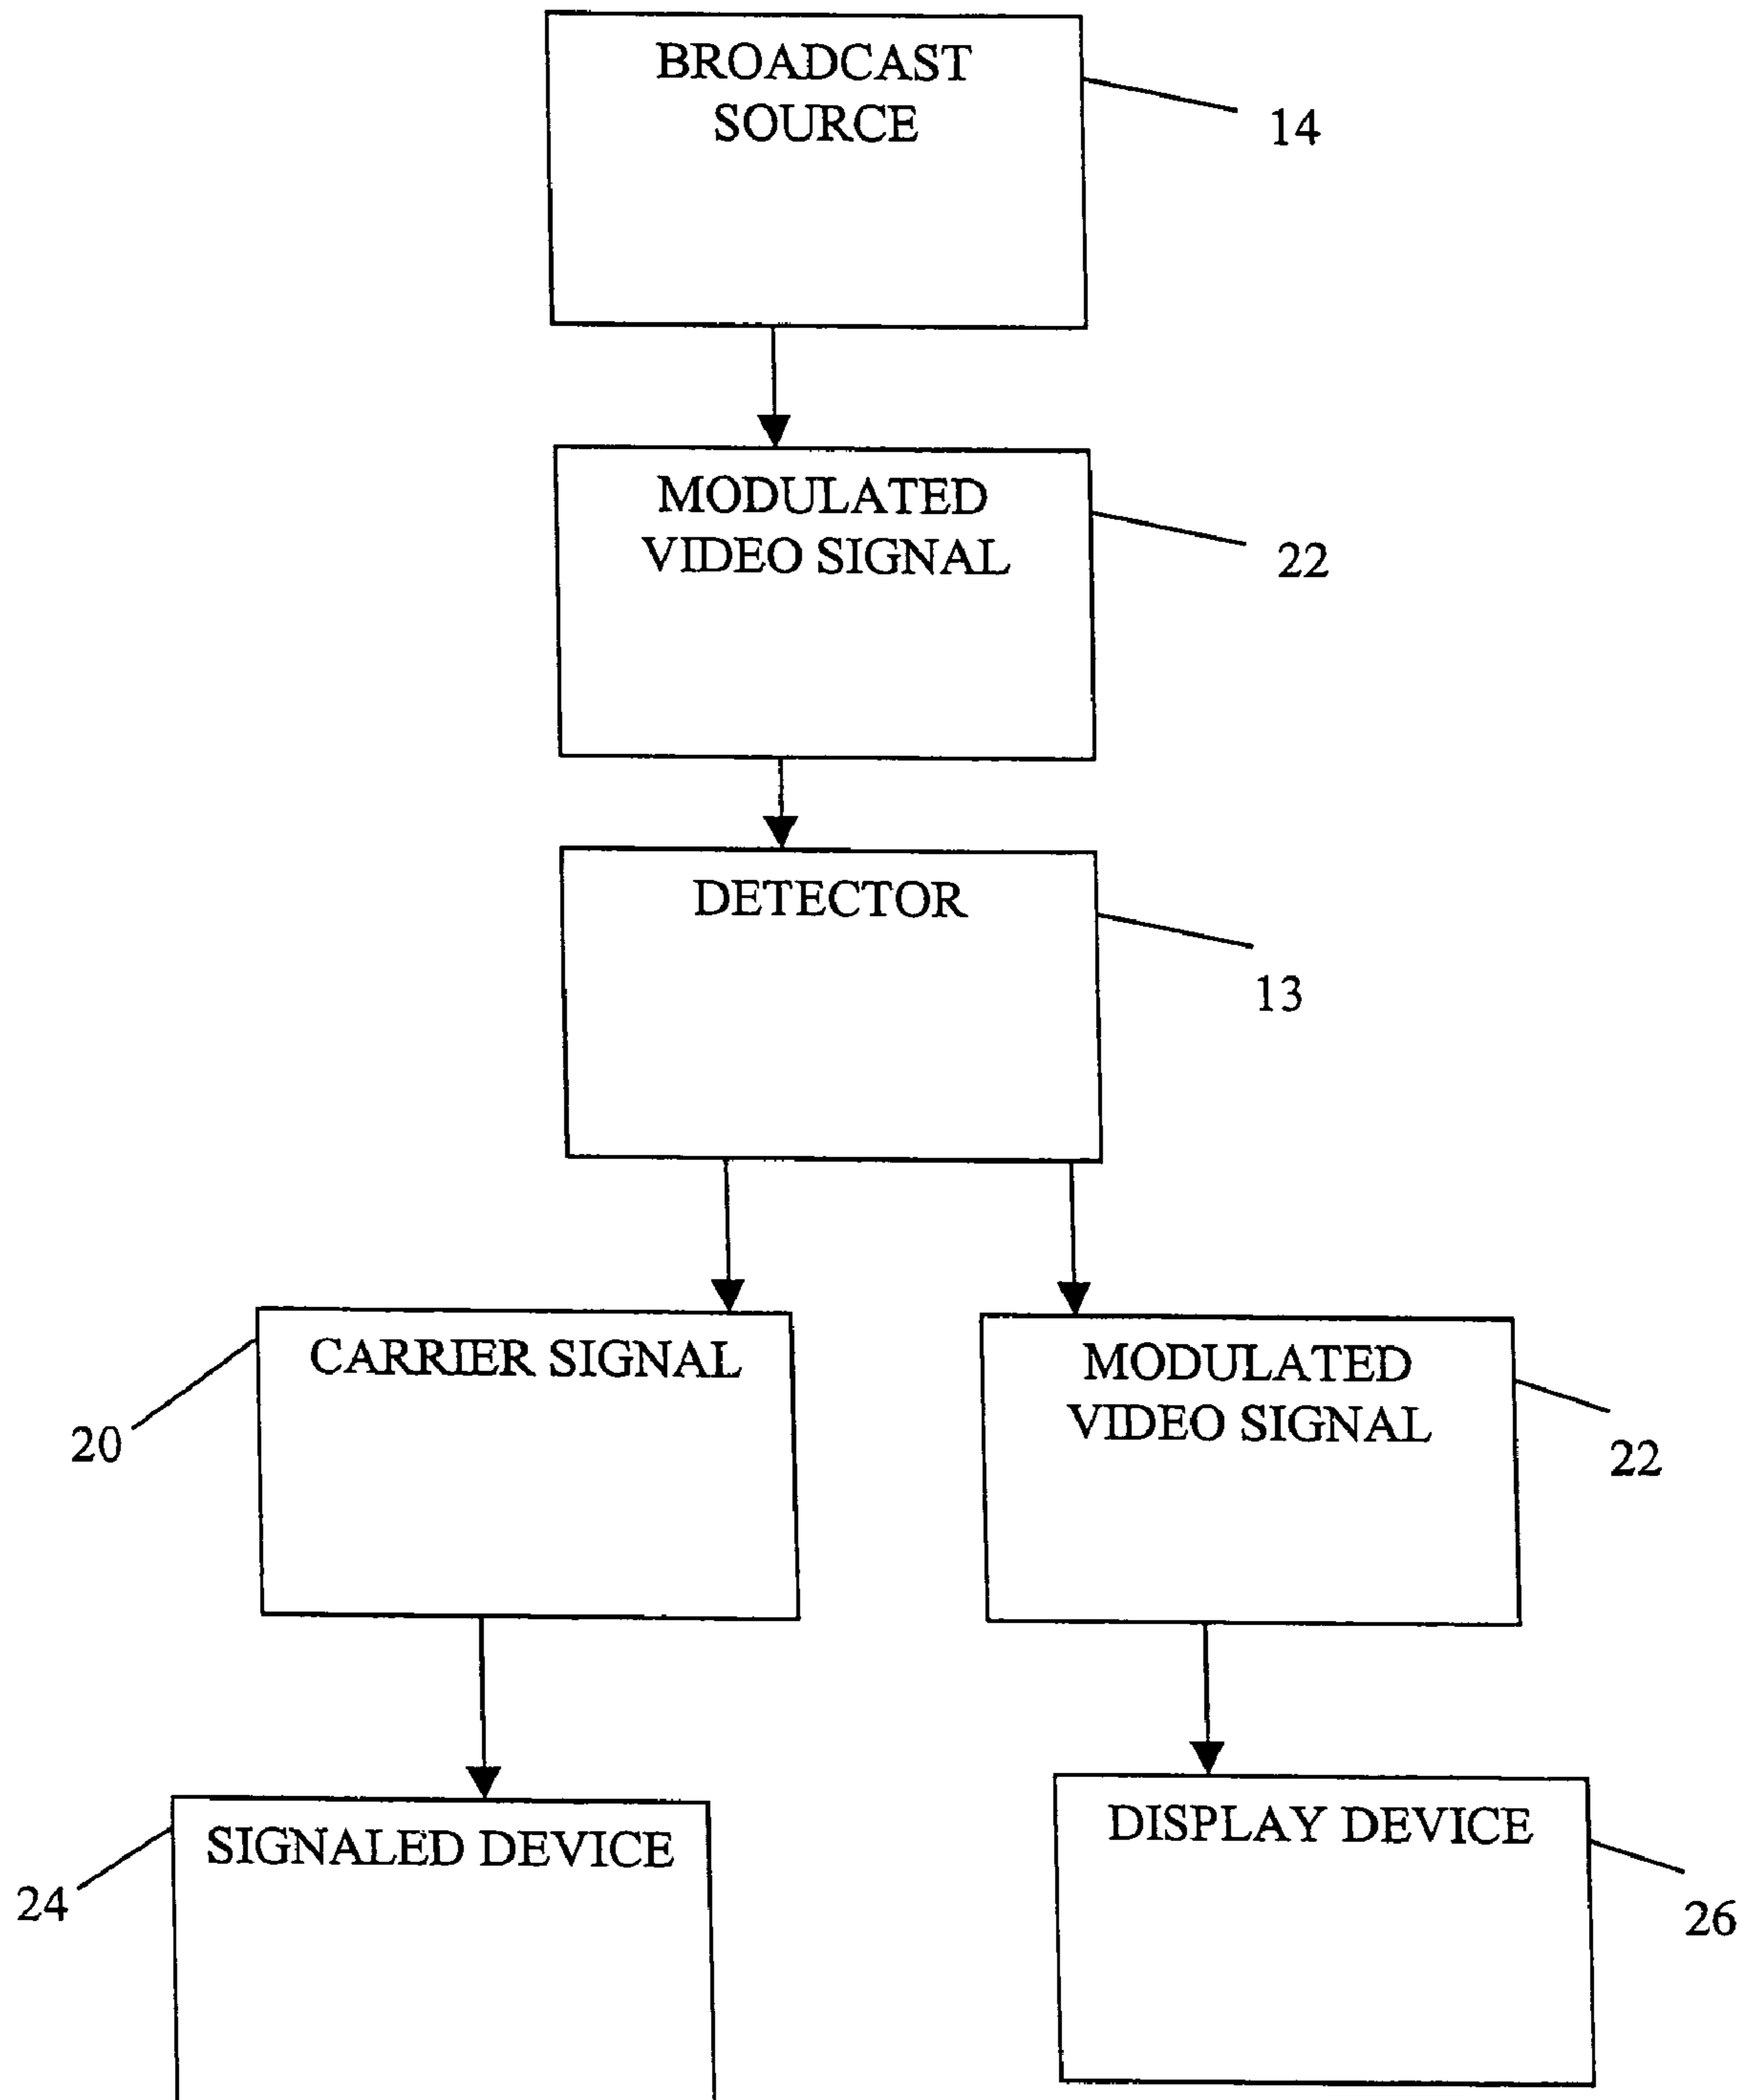 BROADCAST
SOURCE
14
MODULATED
VIDEO SIGNAL
22
DETECTOR
13
CARRIER SIGNAL
20
MODULATED
VIDEO SIGNAL
22
SIGNALED DEVICE
24
DISPLAY DEVICE
26